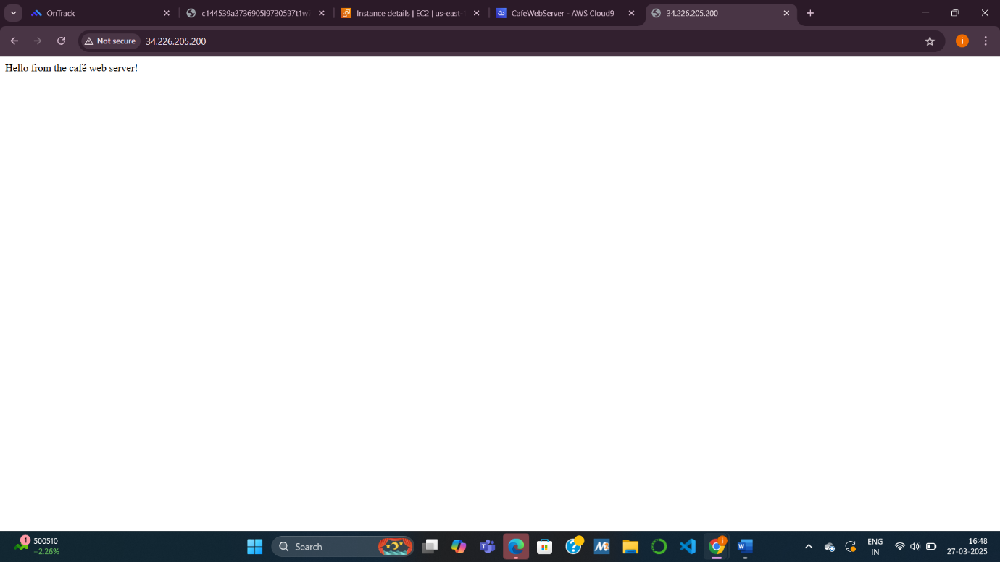 OnTrack
c144539a3736905l9730597t1w
Instance details | EC2 | us-east-
CafeWebServer - AWS Cloud9
34.226.205.200
Not secure
34.226.205.200
j
Hello from the café web server!
1
500510
+2.26%
Search
j
ENG
IN
16:48
27-03-2025